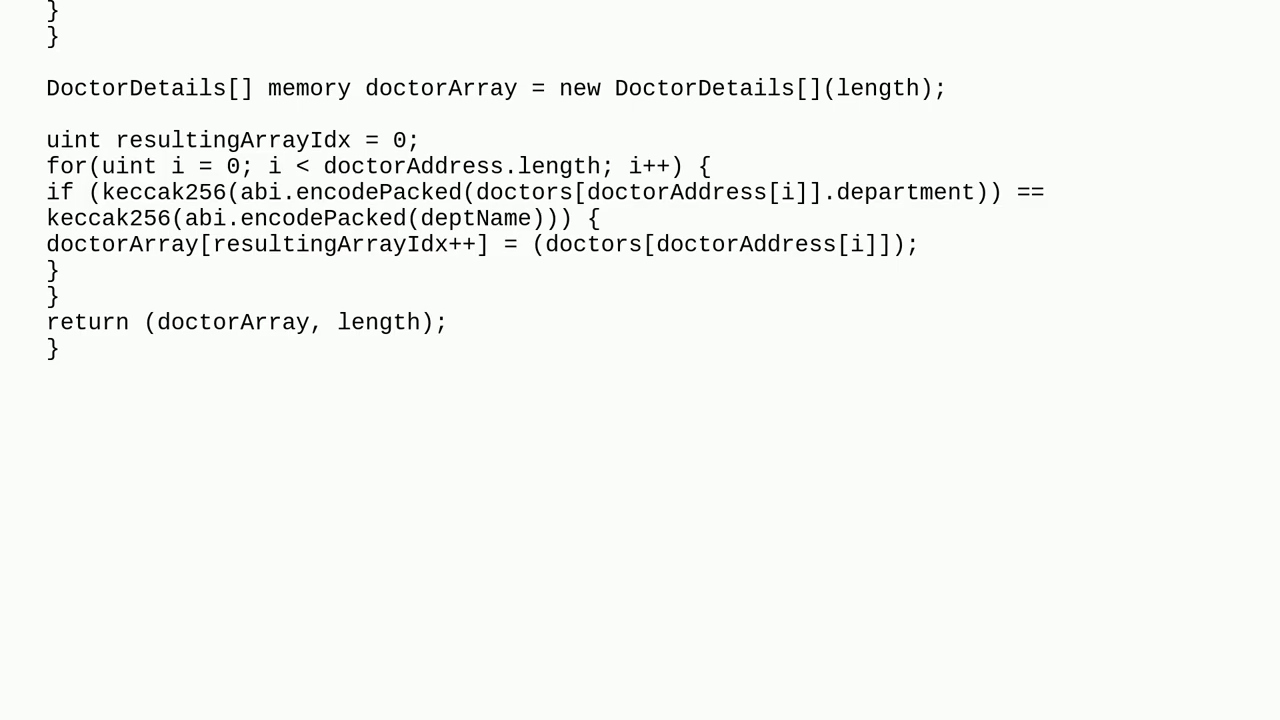 }
}
DoctorDetails[] memory doctorArray = new DoctorDetails[](length);
uint resultingArrayIdx = 0;
for(uint i = 0; i < doctorAddress.length; i++) {
if (keccak256(abi.encodePacked(doctors[doctorAddress[i]].department)) ==
keccak256(abi.encodePacked(deptName))) {
doctorArray[resultingArrayIdx++] = (doctors[doctorAddress[i]]);
}
}
return (doctorArray, length);
}